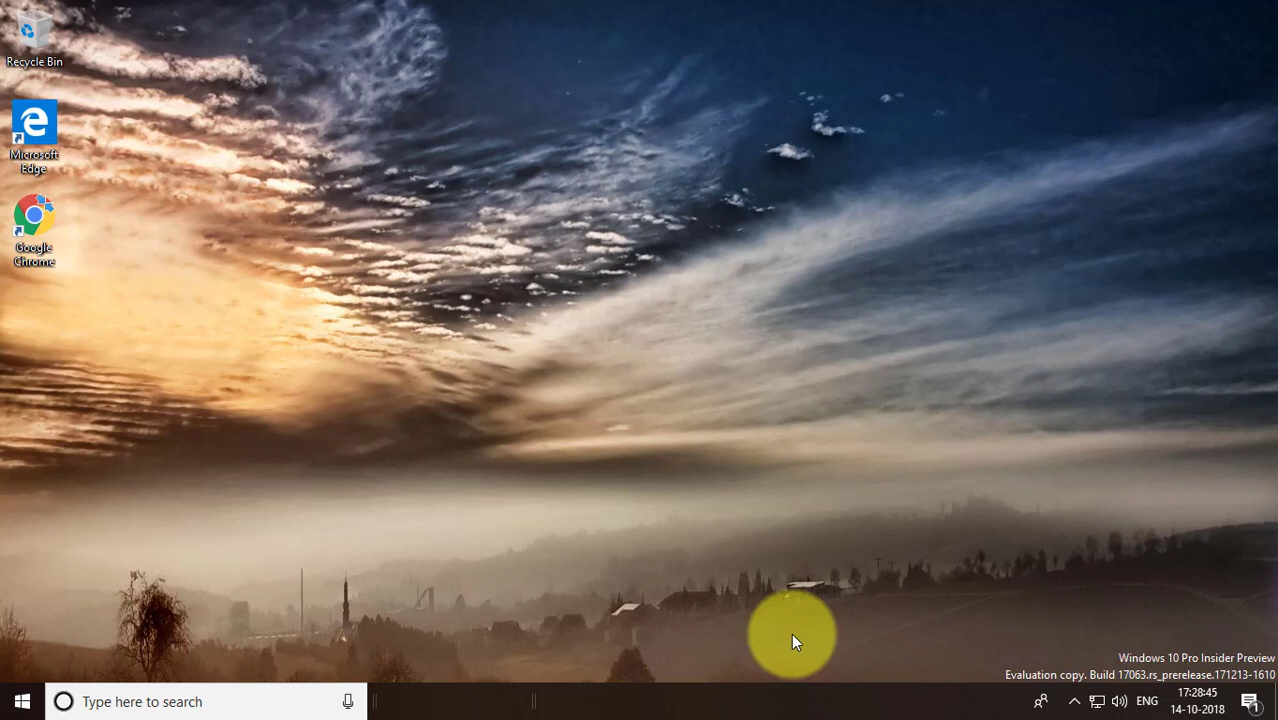 Recycle Bin
Microsoft
Edge
Google
Chrome
Windows 10 Pro Insider Preview
Evaluation copy. Build 17063.rs_prerelease.171213-1610
Type here to search
ENG
17:28:45
14-10-2018
1